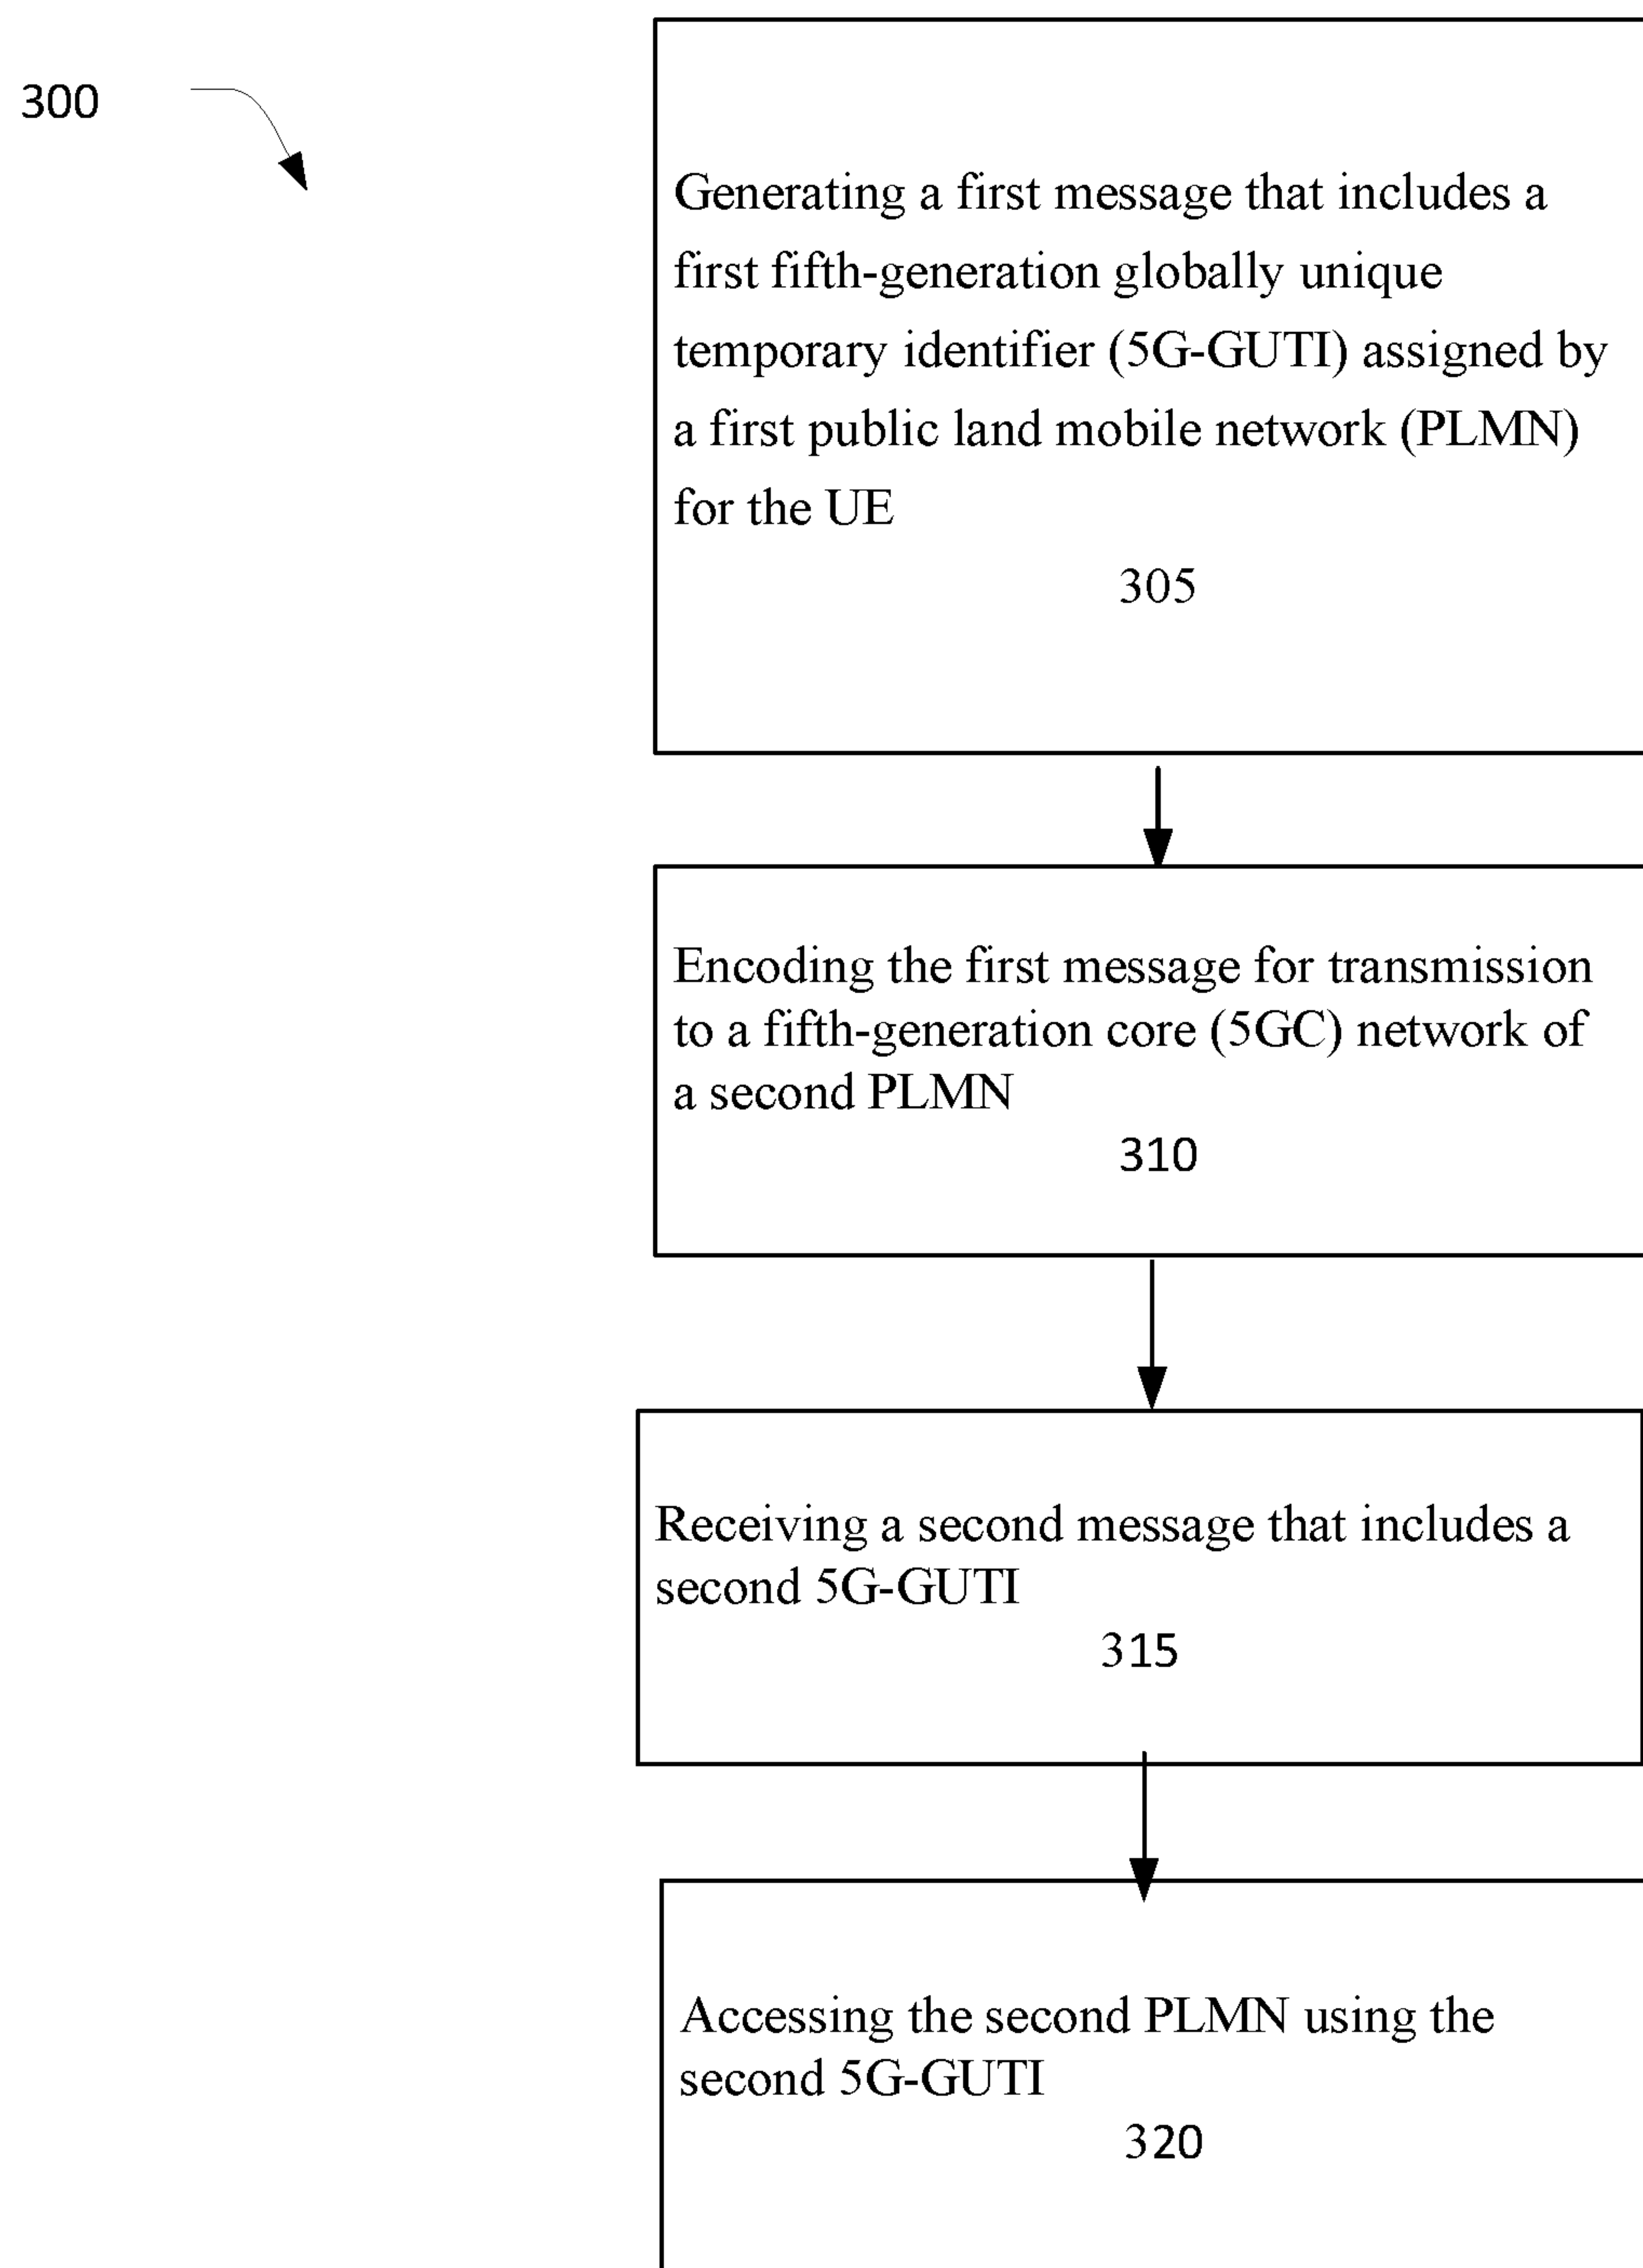 300
Generating a first message that includes a
first fifth-generation globally unique
temporary identifier (5G-GUTI) assigned by
a first public land mobile network (PLMN)
for the UE
305
Encoding the first message for transmission
to a fifth-generation core (5GC) network of
a second PLMN
310
Receiving a second message that includes a
second 5G-GUTI
315
Accessing the second PLMN using the
second 5G-GUTI
320